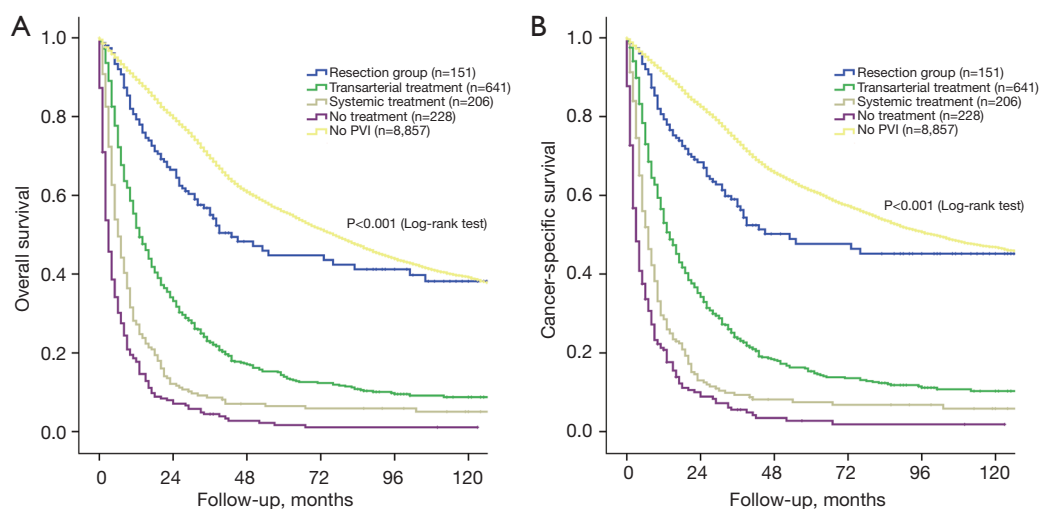 A
1.0
0.8
0.6
0.4
0.2
0.0
Overall survival
Resection group (n=151)
Transarterial treatment (n=641)
Systemic treatment (n=206)
No treatment (n=228)
No PVI (n=8,857)
P<0.001 (Log-rank test)
0 24 48 72 96 120
Follow-up, months
B
1.0
0.8
0.6
0.4
0.2
0.0
Cancer-specific survival
Resection group (n=151)
Transarterial treatment (n=641)
Systemic treatment (n=206)
No treatment (n=228)
No PVI (n=8,857)
P<0.001 (Log-rank test)
0 24 48 72 96 120
Follow-up, months